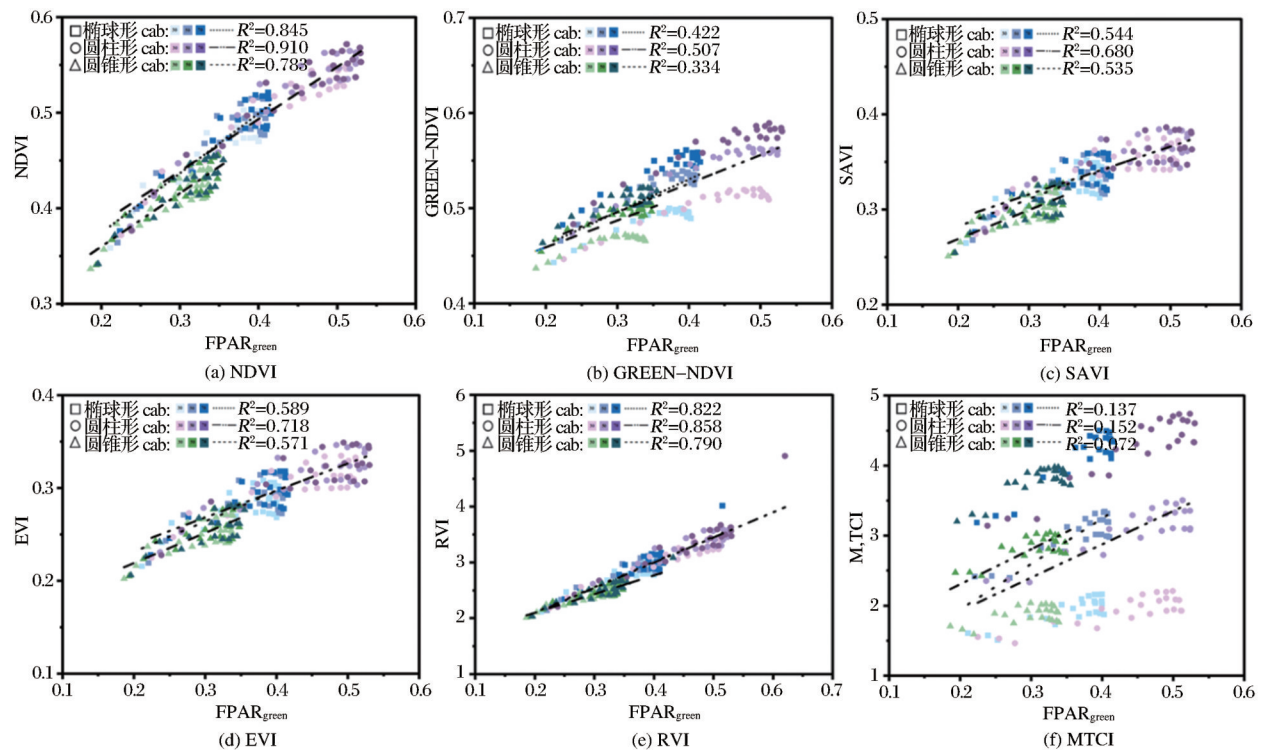 0.6
0.5
0.4
0.3
NDVI
椭球形 cab: R²=0.845
圆柱形 cab: R²=0.910
圆锥形 cab: R²=0.783
0.2 0.3 0.4 0.5 0.6
FPARgreen
(a) NDVI
0.7
0.6
0.5
0.4
GREEN–NDVI
椭球形 cab: R²=0.422
圆柱形 cab: R²=0.507
圆锥形 cab: R²=0.334
0.1 0.2 0.3 0.4 0.5 0.6
FPARgreen
(b) GREEN–NDVI
0.5
0.4
0.3
0.2
SAVI
椭球形 cab: R²=0.544
圆柱形 cab: R²=0.680
圆锥形 cab: R²=0.535
0.1 0.2 0.3 0.4 0.5 0.6
FPARgreen
(c) SAVI
0.4
0.3
0.2
0.1
EVI
椭球形 cab: R²=0.589
圆柱形 cab: R²=0.718
圆锥形 cab: R²=0.571
0.1 0.2 0.3 0.4 0.5 0.6
FPARgreen
(d) EVI
6
5
4
3
2
1
RVI
椭球形 cab: R²=0.822
圆柱形 cab: R²=0.858
圆锥形 cab: R²=0.790
0.1 0.2 0.3 0.4 0.5 0.6 0.7
FPARgreen
(e) RVI
5
4
3
2
1
M,TCI
椭球形 cab: R²=0.137
圆柱形 cab: R²=0.152
圆锥形 cab: R²=0.072
0.1 0.2 0.3 0.4 0.5 0.6
FPARgreen
(f) MTCI